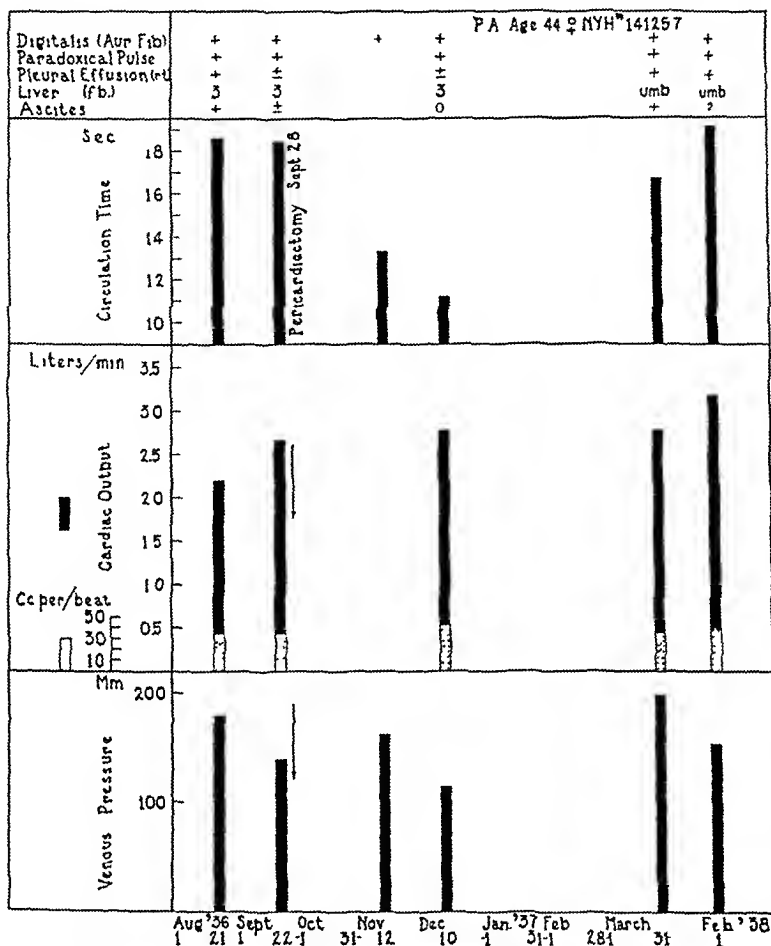 P A Age 44 ♀ NYH# 141257
Digitalis (Aur Fib) + + + + + +
Paradoxical Pulse + + + + +
Pleural Effusion (rt) + ± ± + +
Liver (fb.) 3 3 3 umb umb
Ascites + ± 0 + ?
Sec
18
16
14
12
10
Circulation Time
Pericardiectomy Sept 28
Liters/min
3.5
3.0
2.5
2.0
1.5
1.0
0.5
Cardiac Output
Cc per/beat
50
30
10
Mm
200
100
Venous Pressure
Aug '36 Sept Oct Nov Dec Jan. '37 Feb March Feb. '38
1 21 1 22-1 31- 12 10 -1 31-1 28-1 31 1